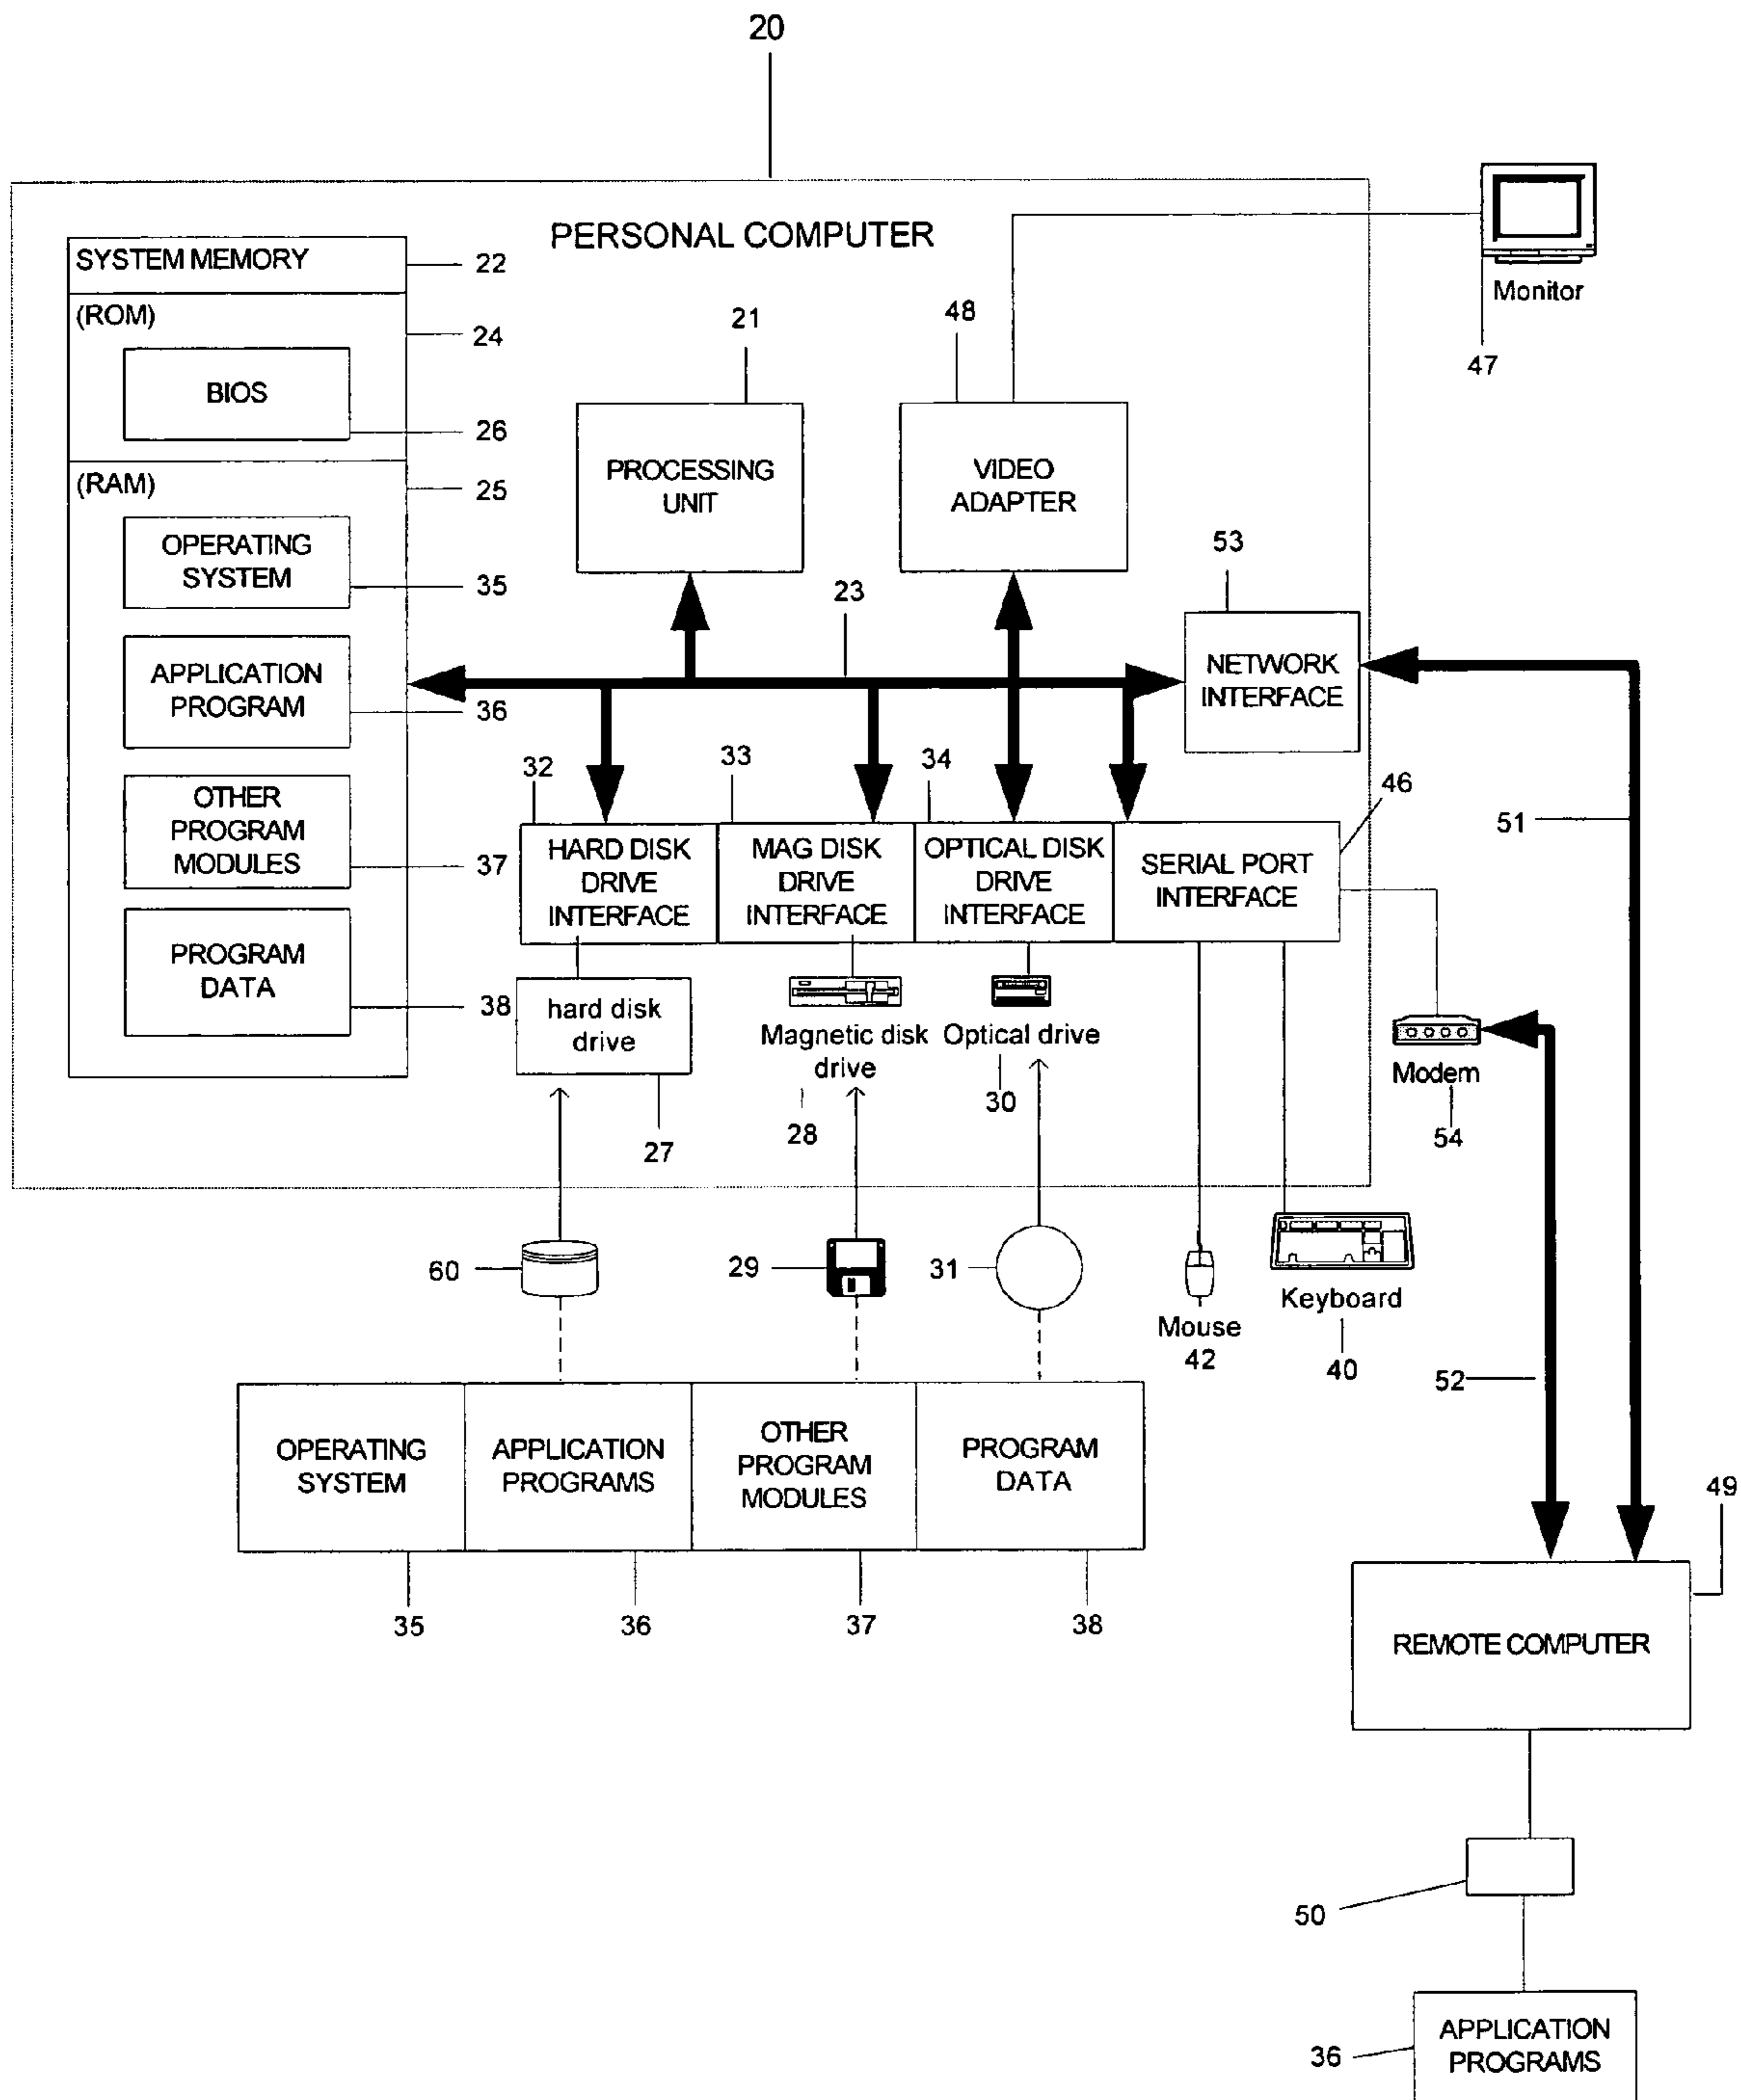 20
PERSONAL COMPUTER
SYSTEM MEMORY
22
(ROM)
24
BIOS
26
(RAM)
25
OPERATING
SYSTEM
35
APPLICATION
PROGRAM
36
OTHER
PROGRAM
MODULES
37
PROGRAM
DATA
38
21
PROCESSING
UNIT
48
VIDEO
ADAPTER
Monitor
47
53
NETWORK
INTERFACE
23
32
HARD DISK
DRIVE
INTERFACE
33
MAG DISK
DRIVE
INTERFACE
34
OPTICAL DISK
DRIVE
INTERFACE
46
SERIAL PORT
INTERFACE
51
hard disk
drive
27
Magnetic disk
drive
28
Optical drive
30
Modem
54
60
29
31
Mouse
42
Keyboard
40
52
OPERATING
SYSTEM
35
APPLICATION
PROGRAMS
36
OTHER
PROGRAM
MODULES
37
PROGRAM
DATA
38
49
REMOTE COMPUTER
50
APPLICATION
PROGRAMS
36